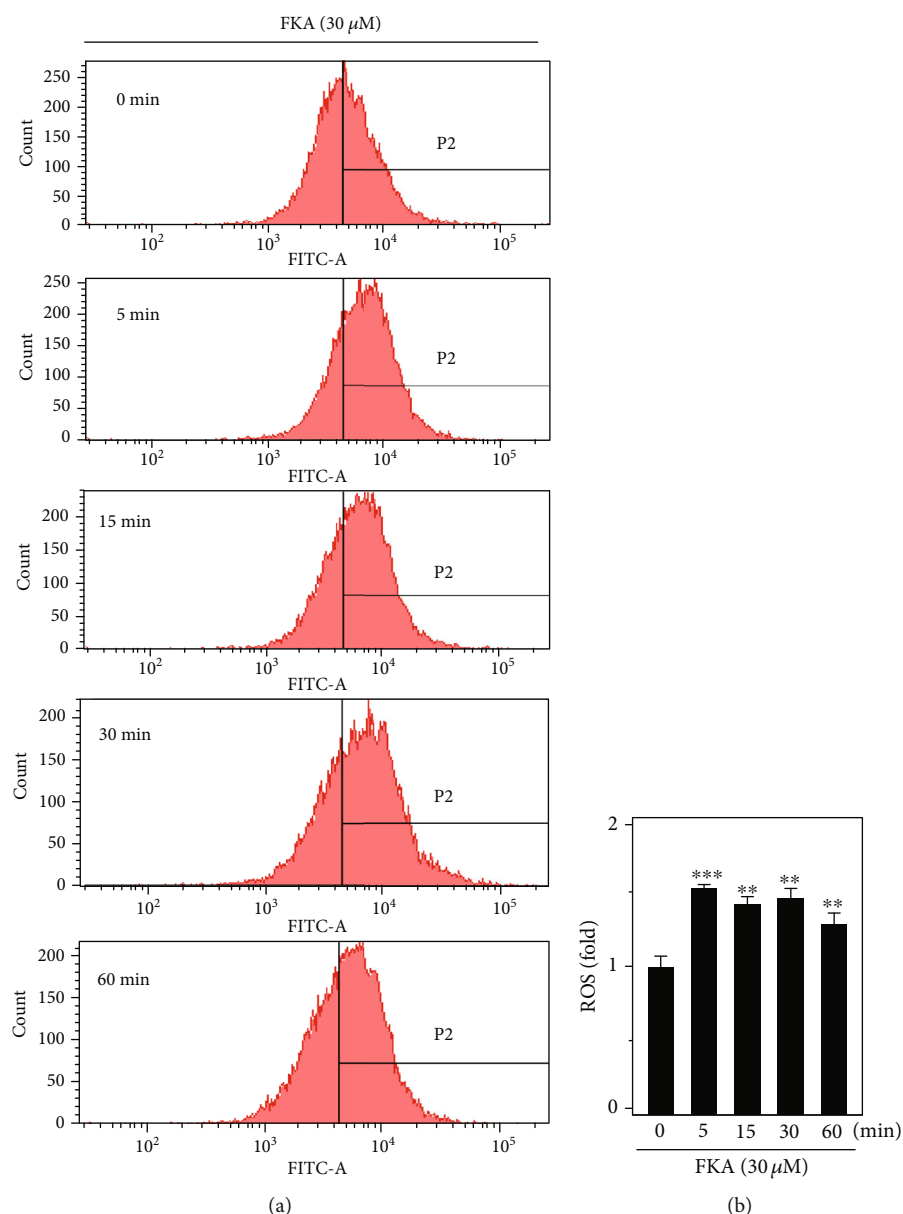 FKA (30 μM)
250
200
150
100
50
0
Count
0 min
P2
10² 10³ 10⁴ 10⁵
FITC-A
250
200
150
100
50
0
Count
5 min
P2
10² 10³ 10⁴ 10⁵
FITC-A
200
150
100
50
0
Count
15 min
P2
10² 10³ 10⁴ 10⁵
FITC-A
200
150
100
50
0
Count
30 min
P2
10² 10³ 10⁴ 10⁵
FITC-A
200
150
100
50
0
Count
60 min
P2
10² 10³ 10⁴ 10⁵
FITC-A
(a)
2
1
0
ROS (fold)
*** ** ** **
0 5 15 30 60 (min)
FKA (30 μM)
(b)